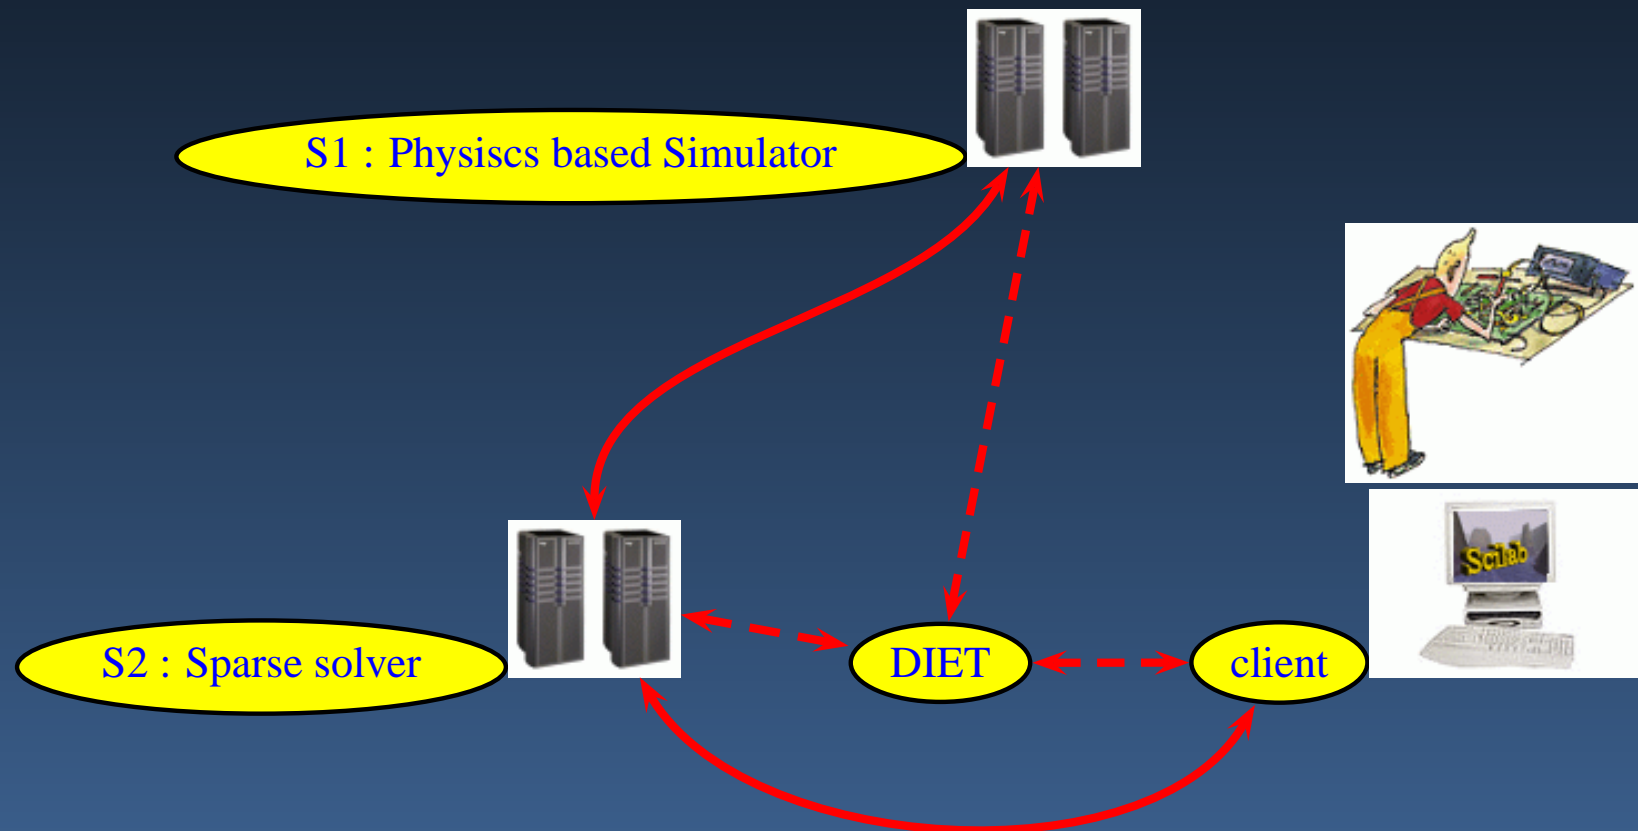 S1 : Physiscs based Simulator
Scilab
S2 : Sparse solver
DIET
client